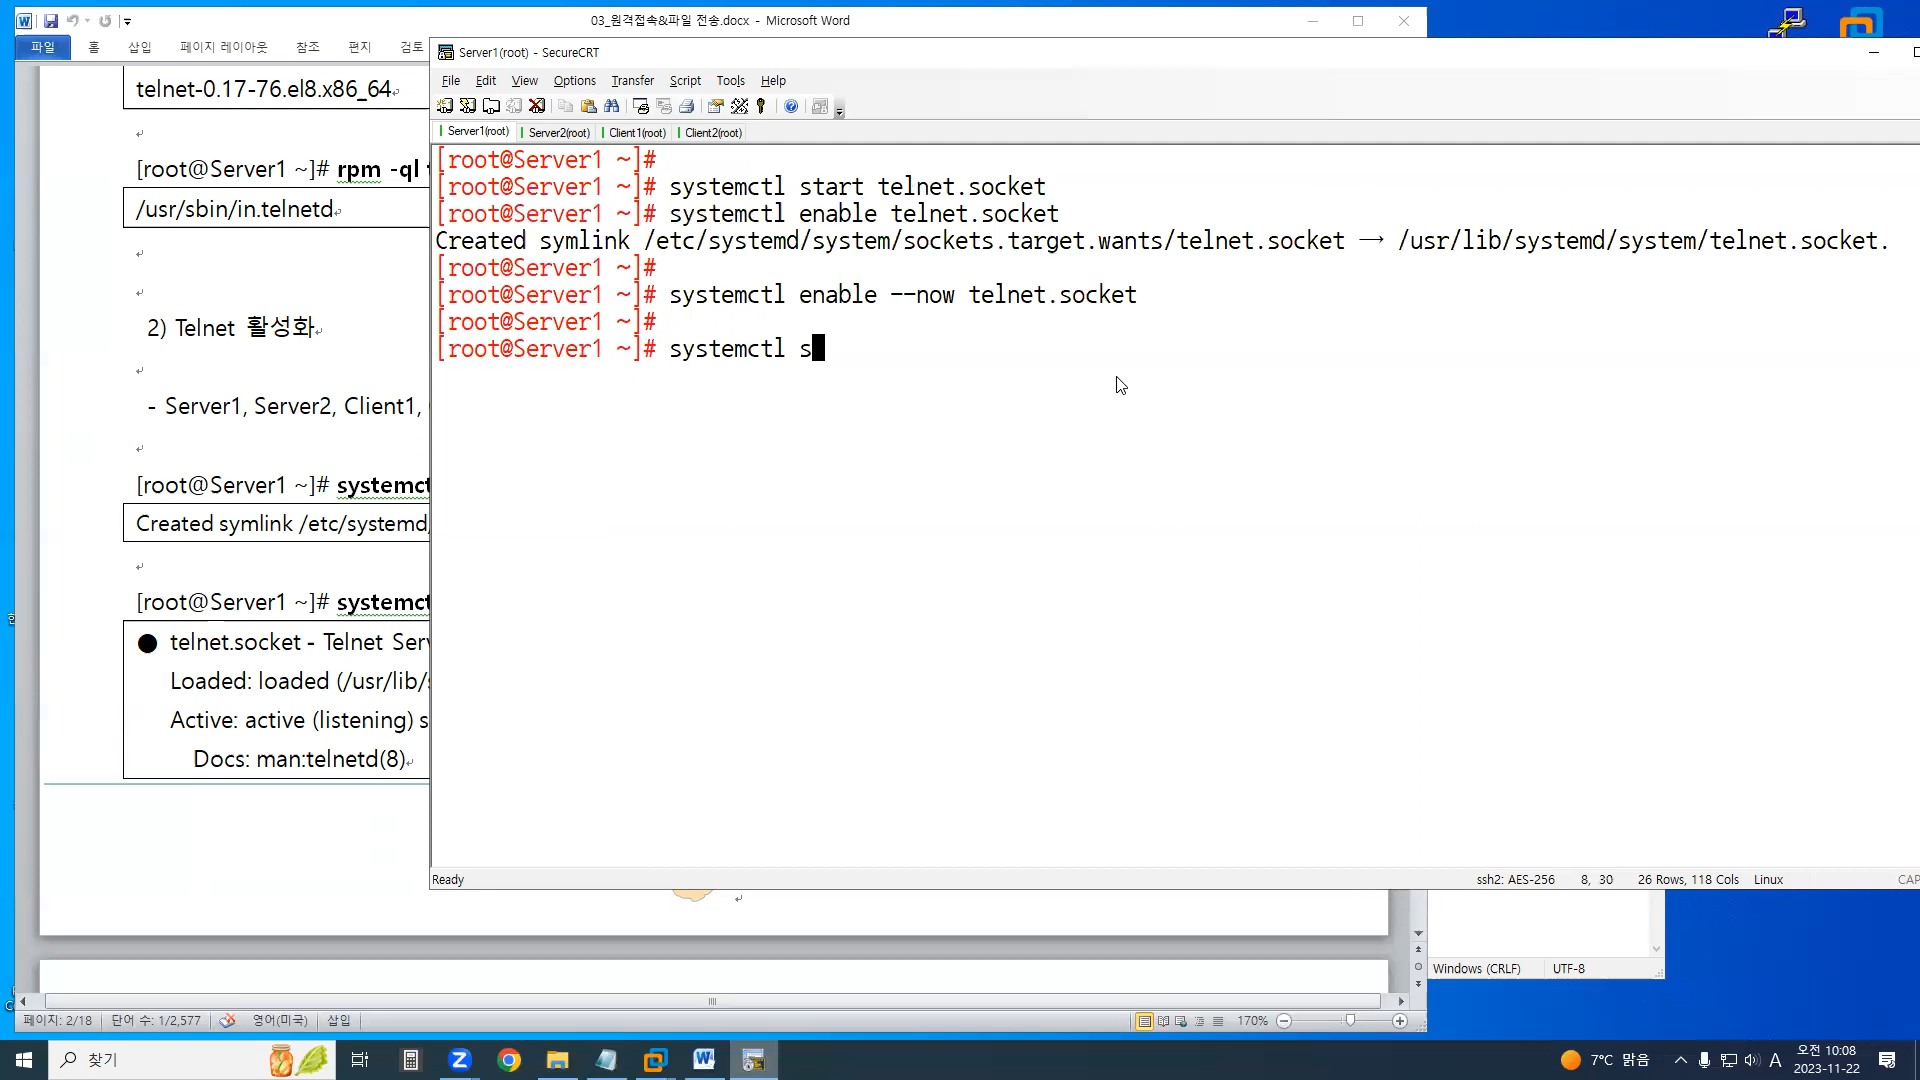 03_원격접속&파일 전송.docx - Microsoft Word
파일 홈 삽입 페이지 레이아웃 참조 편지 검토
telnet-0.17-76.el8.x86_64
[root@Server1 ~]# rpm -ql t
/usr/sbin/in.telnetd
2) Telnet 활성화
- Server1, Server2, Client1,
[root@Server1 ~]# systemct
Created symlink /etc/systemd/
[root@Server1 ~]# systemct
● telnet.socket - Telnet Serv
Loaded: loaded (/usr/lib/s
Active: active (listening) s
Docs: man:telnetd(8)
Server1(root) - SecureCRT
File Edit View Options Transfer Script Tools Help
Server1(root) Server2(root) Client1(root) Client2(root)
[root@Server1 ~]#
[root@Server1 ~]# systemctl start telnet.socket
[root@Server1 ~]# systemctl enable telnet.socket
Created symlink /etc/systemd/system/sockets.target.wants/telnet.socket → /usr/lib/systemd/system/telnet.socket.
[root@Server1 ~]#
[root@Server1 ~]# systemctl enable --now telnet.socket
[root@Server1 ~]#
[root@Server1 ~]# systemctl s
Ready ssh2: AES-256 8, 30 26 Rows, 118 Cols Linux CAP
Windows (CRLF) UTF-8
페이지: 2/18 단어 수: 1/2,577 영어(미국) 삽입 170%
찾기 7°C 맑음 A 오전 10:08
2023-11-22